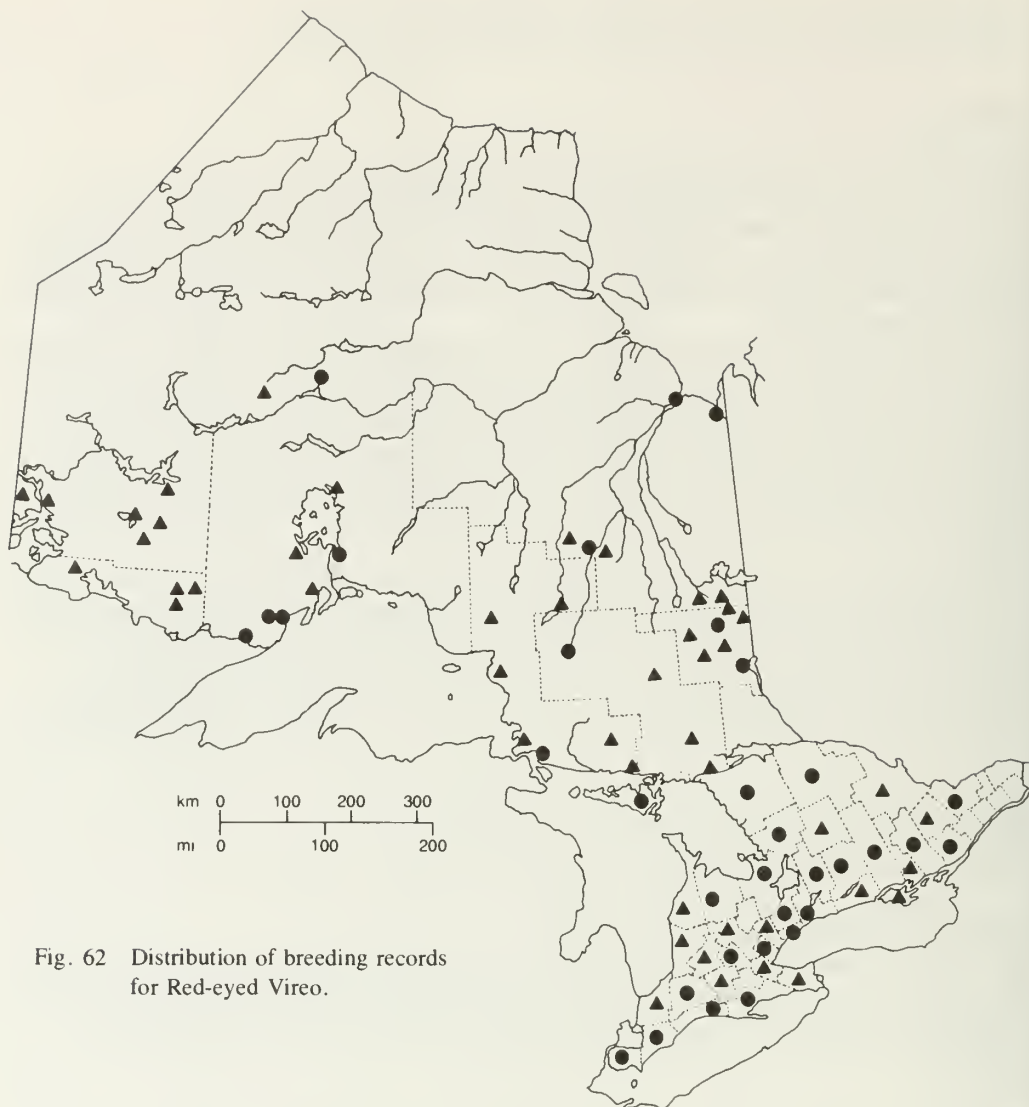 km 0 100 200 300
mi 0 100 200
Fig. 62 Distribution of breeding records
for Red-eyed Vireo.